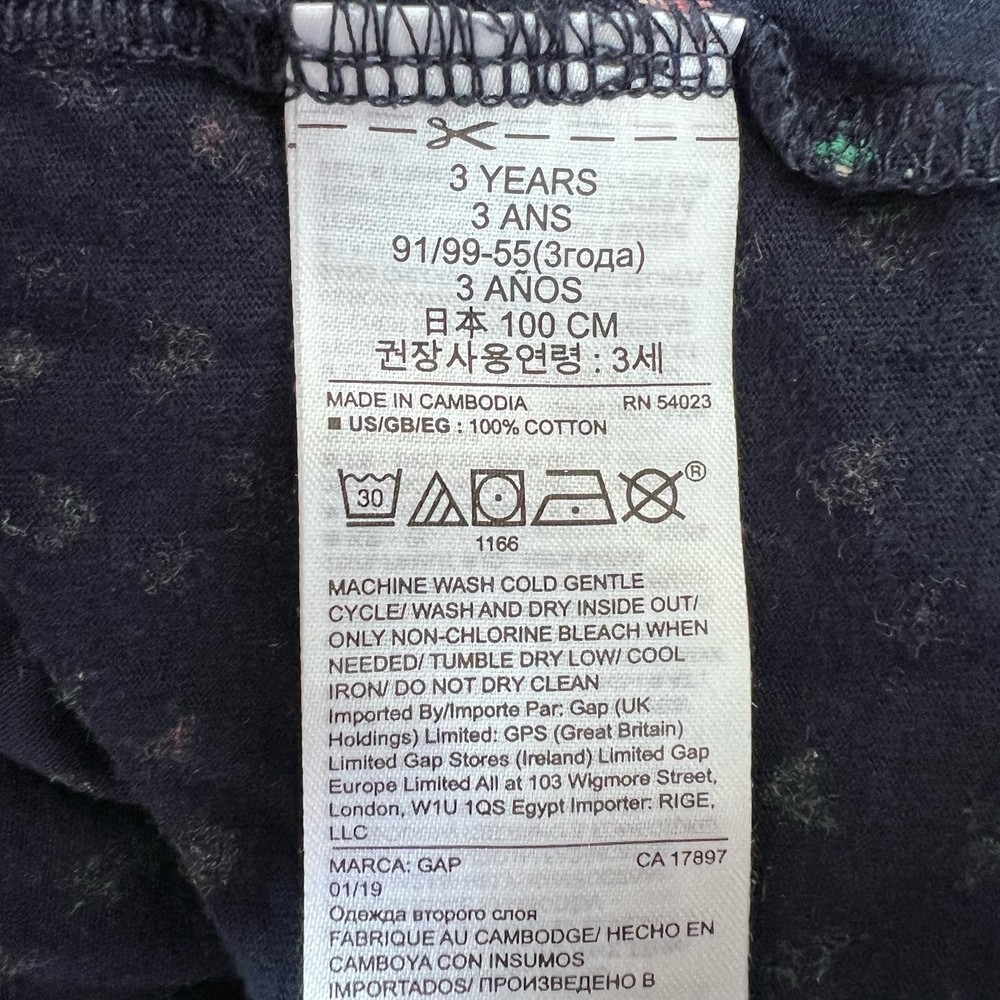 3 YEARS
3 ANS
91/99-55(3года)
3 AÑOS
日本 100 CM
권장사용연령 : 3세
MADE IN CAMBODIA RN 54023
US/GB/EG : 100% COTTON
30
®
1166
MACHINE WASH COLD GENTLE
CYCLE/ WASH AND DRY INSIDE OUT/
ONLY NON-CHLORINE BLEACH WHEN
NEEDED/ TUMBLE DRY LOW/ COOL
IRON/ DO NOT DRY CLEAN
Imported By/Importe Par: Gap (UK
Holdings) Limited: GPS (Great Britain)
Limited Gap Stores (Ireland) Limited Gap
Europe Limited All at 103 Wigmore Street,
London, W1U 1QS Egypt Importer: RIGE,
LLC
MARCA: GAP CA 17897
01/19
Одежда второго слоя
FABRIQUE AU CAMBODGE/ HECHO EN
CAMBOYA CON INSUMOS
IMPORTADOS/ ПРОИЗВЕДЕНО В